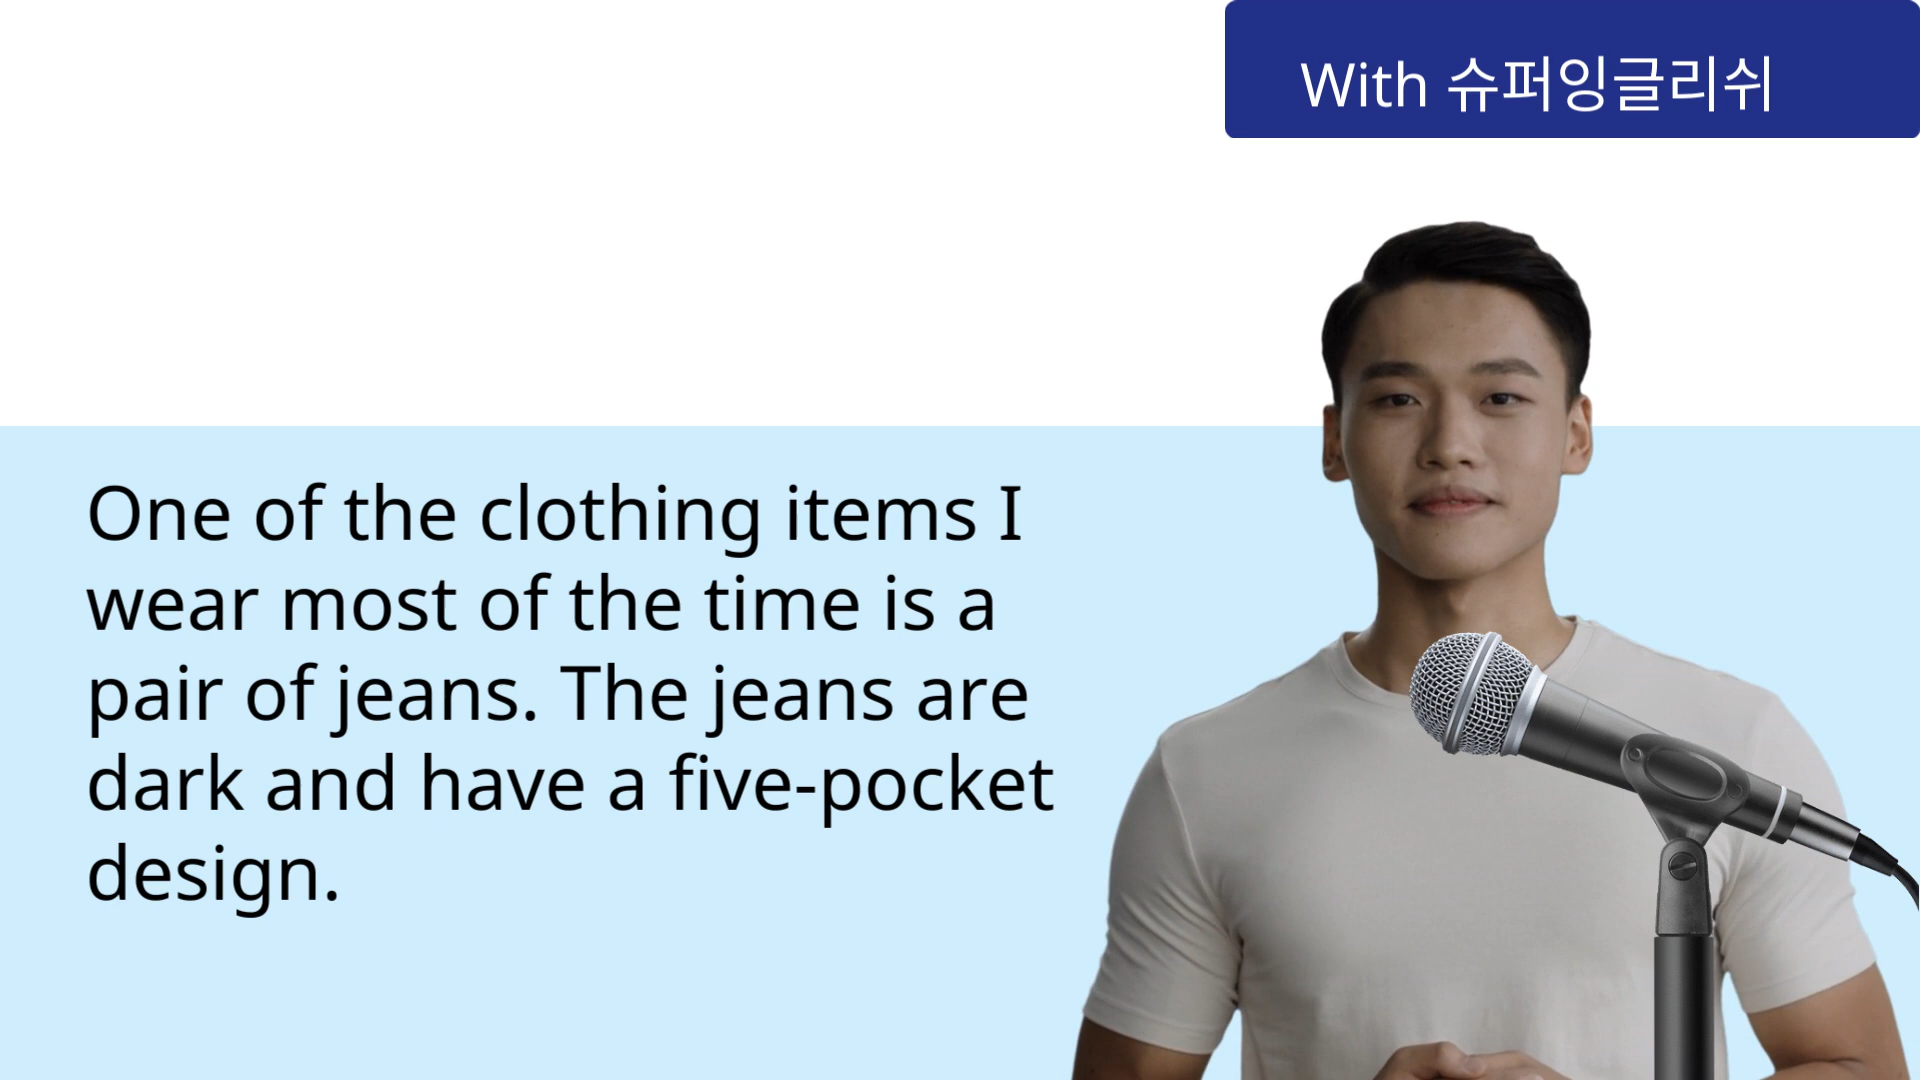 With 슈퍼잉글리쉬
One of the clothing items I
wear most of the time is a
pair of jeans. The jeans are
dark and have a five-pocket
design.